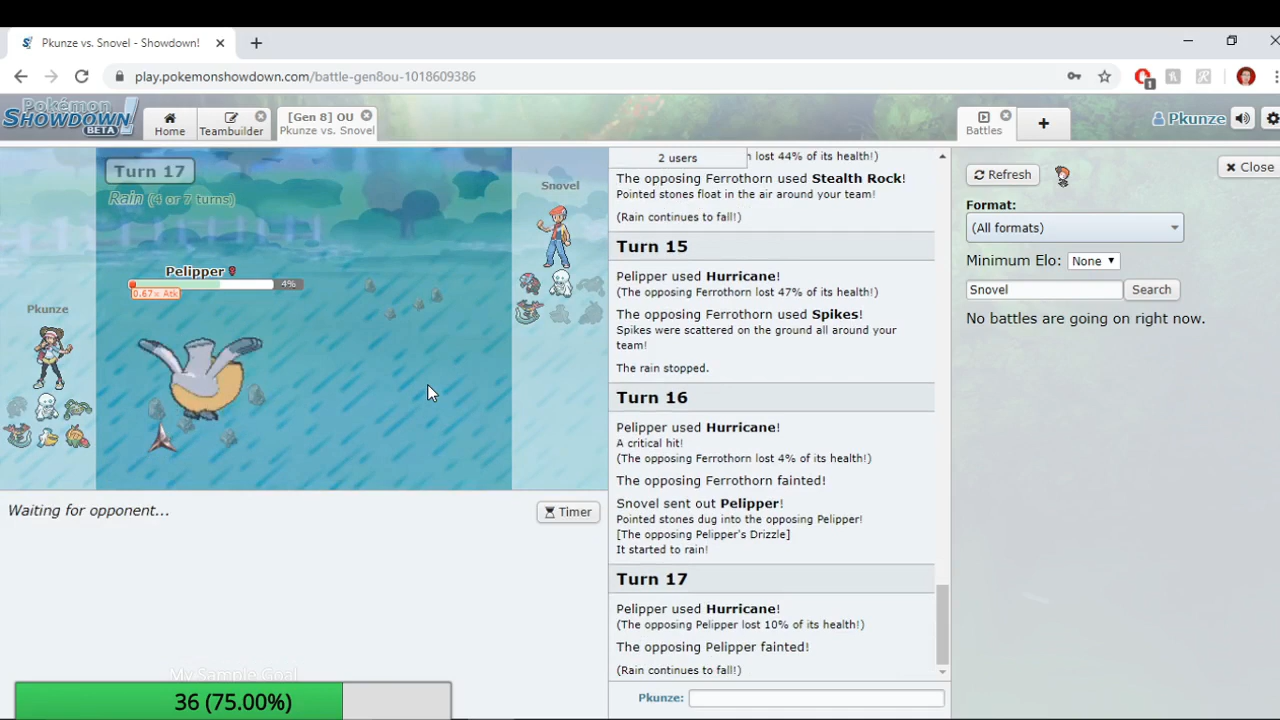 Pkunze vs. Snovel - Showdown!
play.pokemonshowdown.com/battle-gen8ou-1018609386
1
Pokémon
SHOWDOWN!
BETA
Home
Teambuilder
[Gen 8] OU
Pkunze vs. Snovel
Battles
Pkunze
Turn 17
Rain (4 or 7 turns)
Snovel
Pelipper
4%
0.67× Atk
Pkunze
Waiting for opponent...
Timer
2 users
h lost 44% of its health!)
The opposing Ferrothorn used Stealth Rock!
Pointed stones float in the air around your team!
(Rain continues to fall!)
Turn 15
Pelipper used Hurricane!
(The opposing Ferrothorn lost 47% of its health!)
The opposing Ferrothorn used Spikes!
Spikes were scattered on the ground all around your
team!
The rain stopped.
Turn 16
Pelipper used Hurricane!
A critical hit!
(The opposing Ferrothorn lost 4% of its health!)
The opposing Ferrothorn fainted!
Snovel sent out Pelipper!
Pointed stones dug into the opposing Pelipper!
[The opposing Pelipper's Drizzle]
It started to rain!
Turn 17
Pelipper used Hurricane!
(The opposing Pelipper lost 10% of its health!)
The opposing Pelipper fainted!
(Rain continues to fall!)
Pkunze:
Refresh
Close
Format:
(All formats)
Minimum Elo: None
Snovel
Search
No battles are going on right now.
My Sample Goal
36 (75.00%)